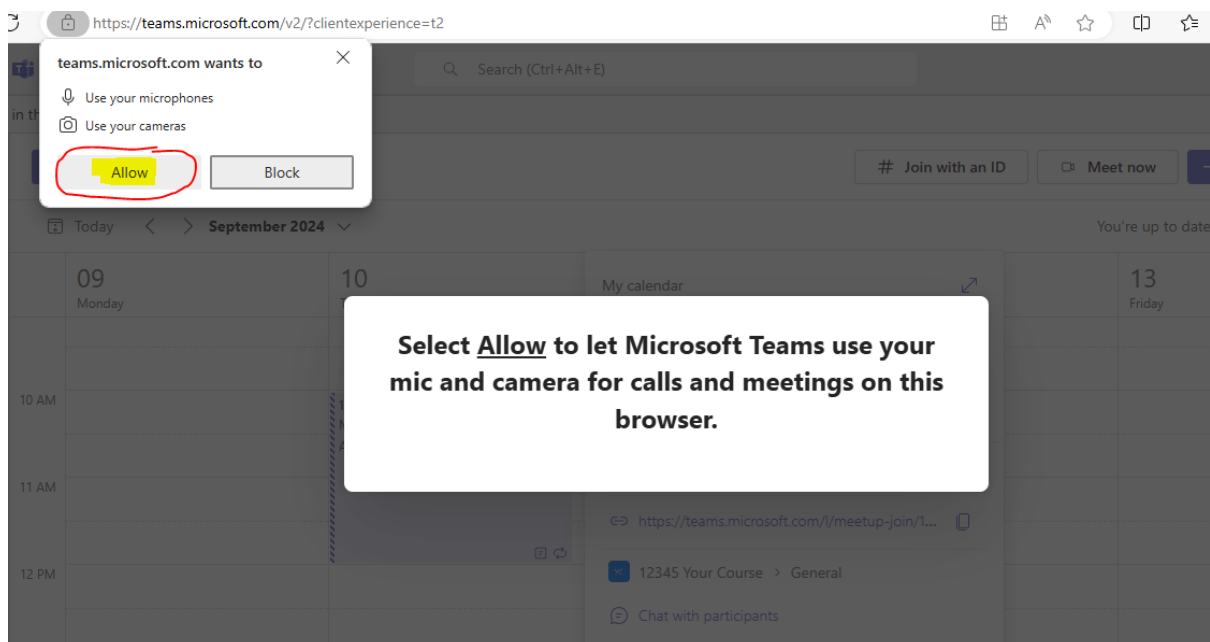 https://teams.microsoft.com/v2/?clientexperience=t2
teams.microsoft.com wants to
Use your microphones
Use your cameras
Allow
Block
Search (Ctrl+Alt+E)
in
# Join with an ID
Meet now
Today
September 2024
You're up to date
09
Monday
10
My calendar
13
Friday
Select Allow to let Microsoft Teams use your
mic and camera for calls and meetings on this
browser.
10 AM
11 AM
https://teams.microsoft.com/l/meetup-join/1...
12 PM
12345 Your Course > General
Chat with participants